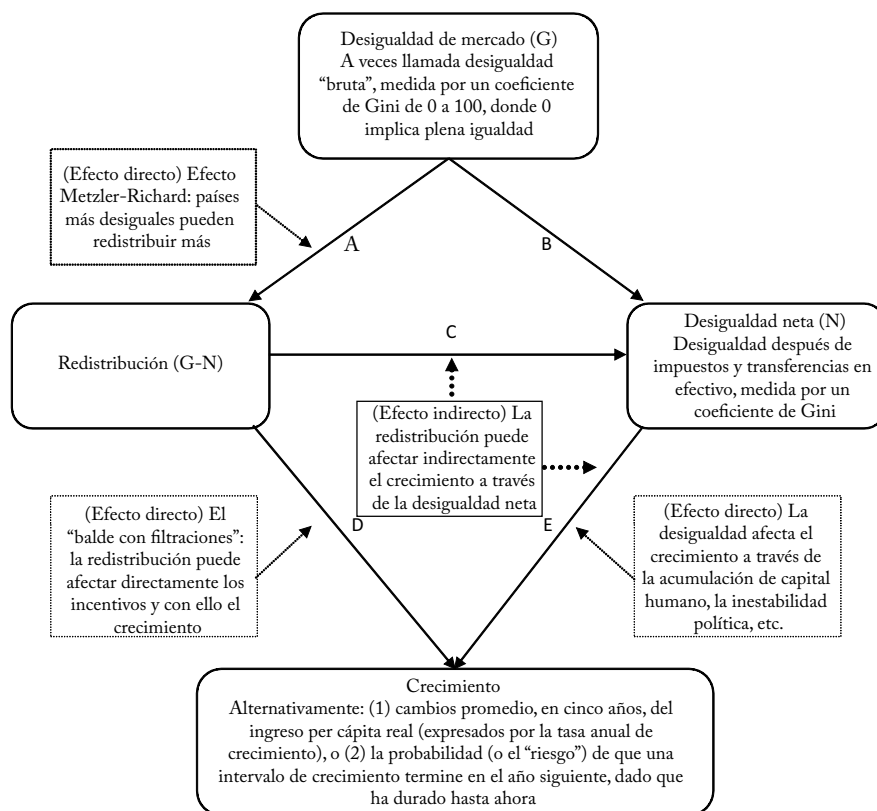 Desigualdad de mercado (G)
A veces llamada desigualdad
“bruta”, medida por un coeficiente
de Gini de 0 a 100, donde 0
implica plena igualdad
(Efecto directo) Efecto
Metzler-Richard: países
más desiguales pueden
redistribuir más
A
B
Redistribución (G-N)
C
Desigualdad neta (N)
Desigualdad después de
impuestos y transferencias en
efectivo, medida por un
coeficiente de Gini
(Efecto indirecto) La
redistribución puede
afectar indirectamente
el crecimiento a través
de la desigualdad neta
(Efecto directo) El
“balde con filtraciones”:
la redistribución puede
afectar directamente los
incentivos y con ello el
crecimiento
D
E
(Efecto directo) La
desigualdad afecta el
crecimiento a través de
la acumulación de capital
humano, la inestabilidad
política, etc.
Crecimiento
Alternativamente: (1) cambios promedio, en cinco años, del
ingreso per cápita real (expresados por la tasa anual de
crecimiento), o (2) la probabilidad (o el “riesgo”) de que una
intervalo de crecimiento termine en el año siguiente, dado que
ha durado hasta ahora